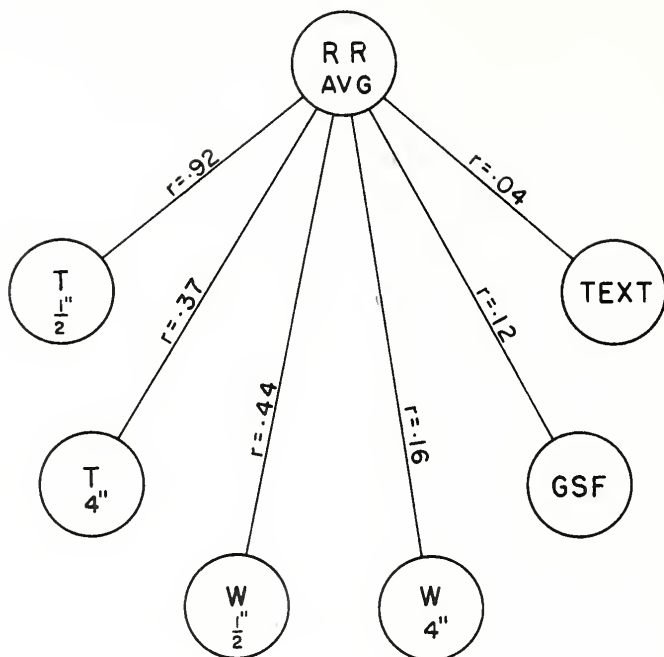 R R
AVG
r=.92
r=.04
T
1/2"
TEXT
r=.37
r=.12
r=.44
r=.16
T
4"
GSF
W
1/2"
W
4"